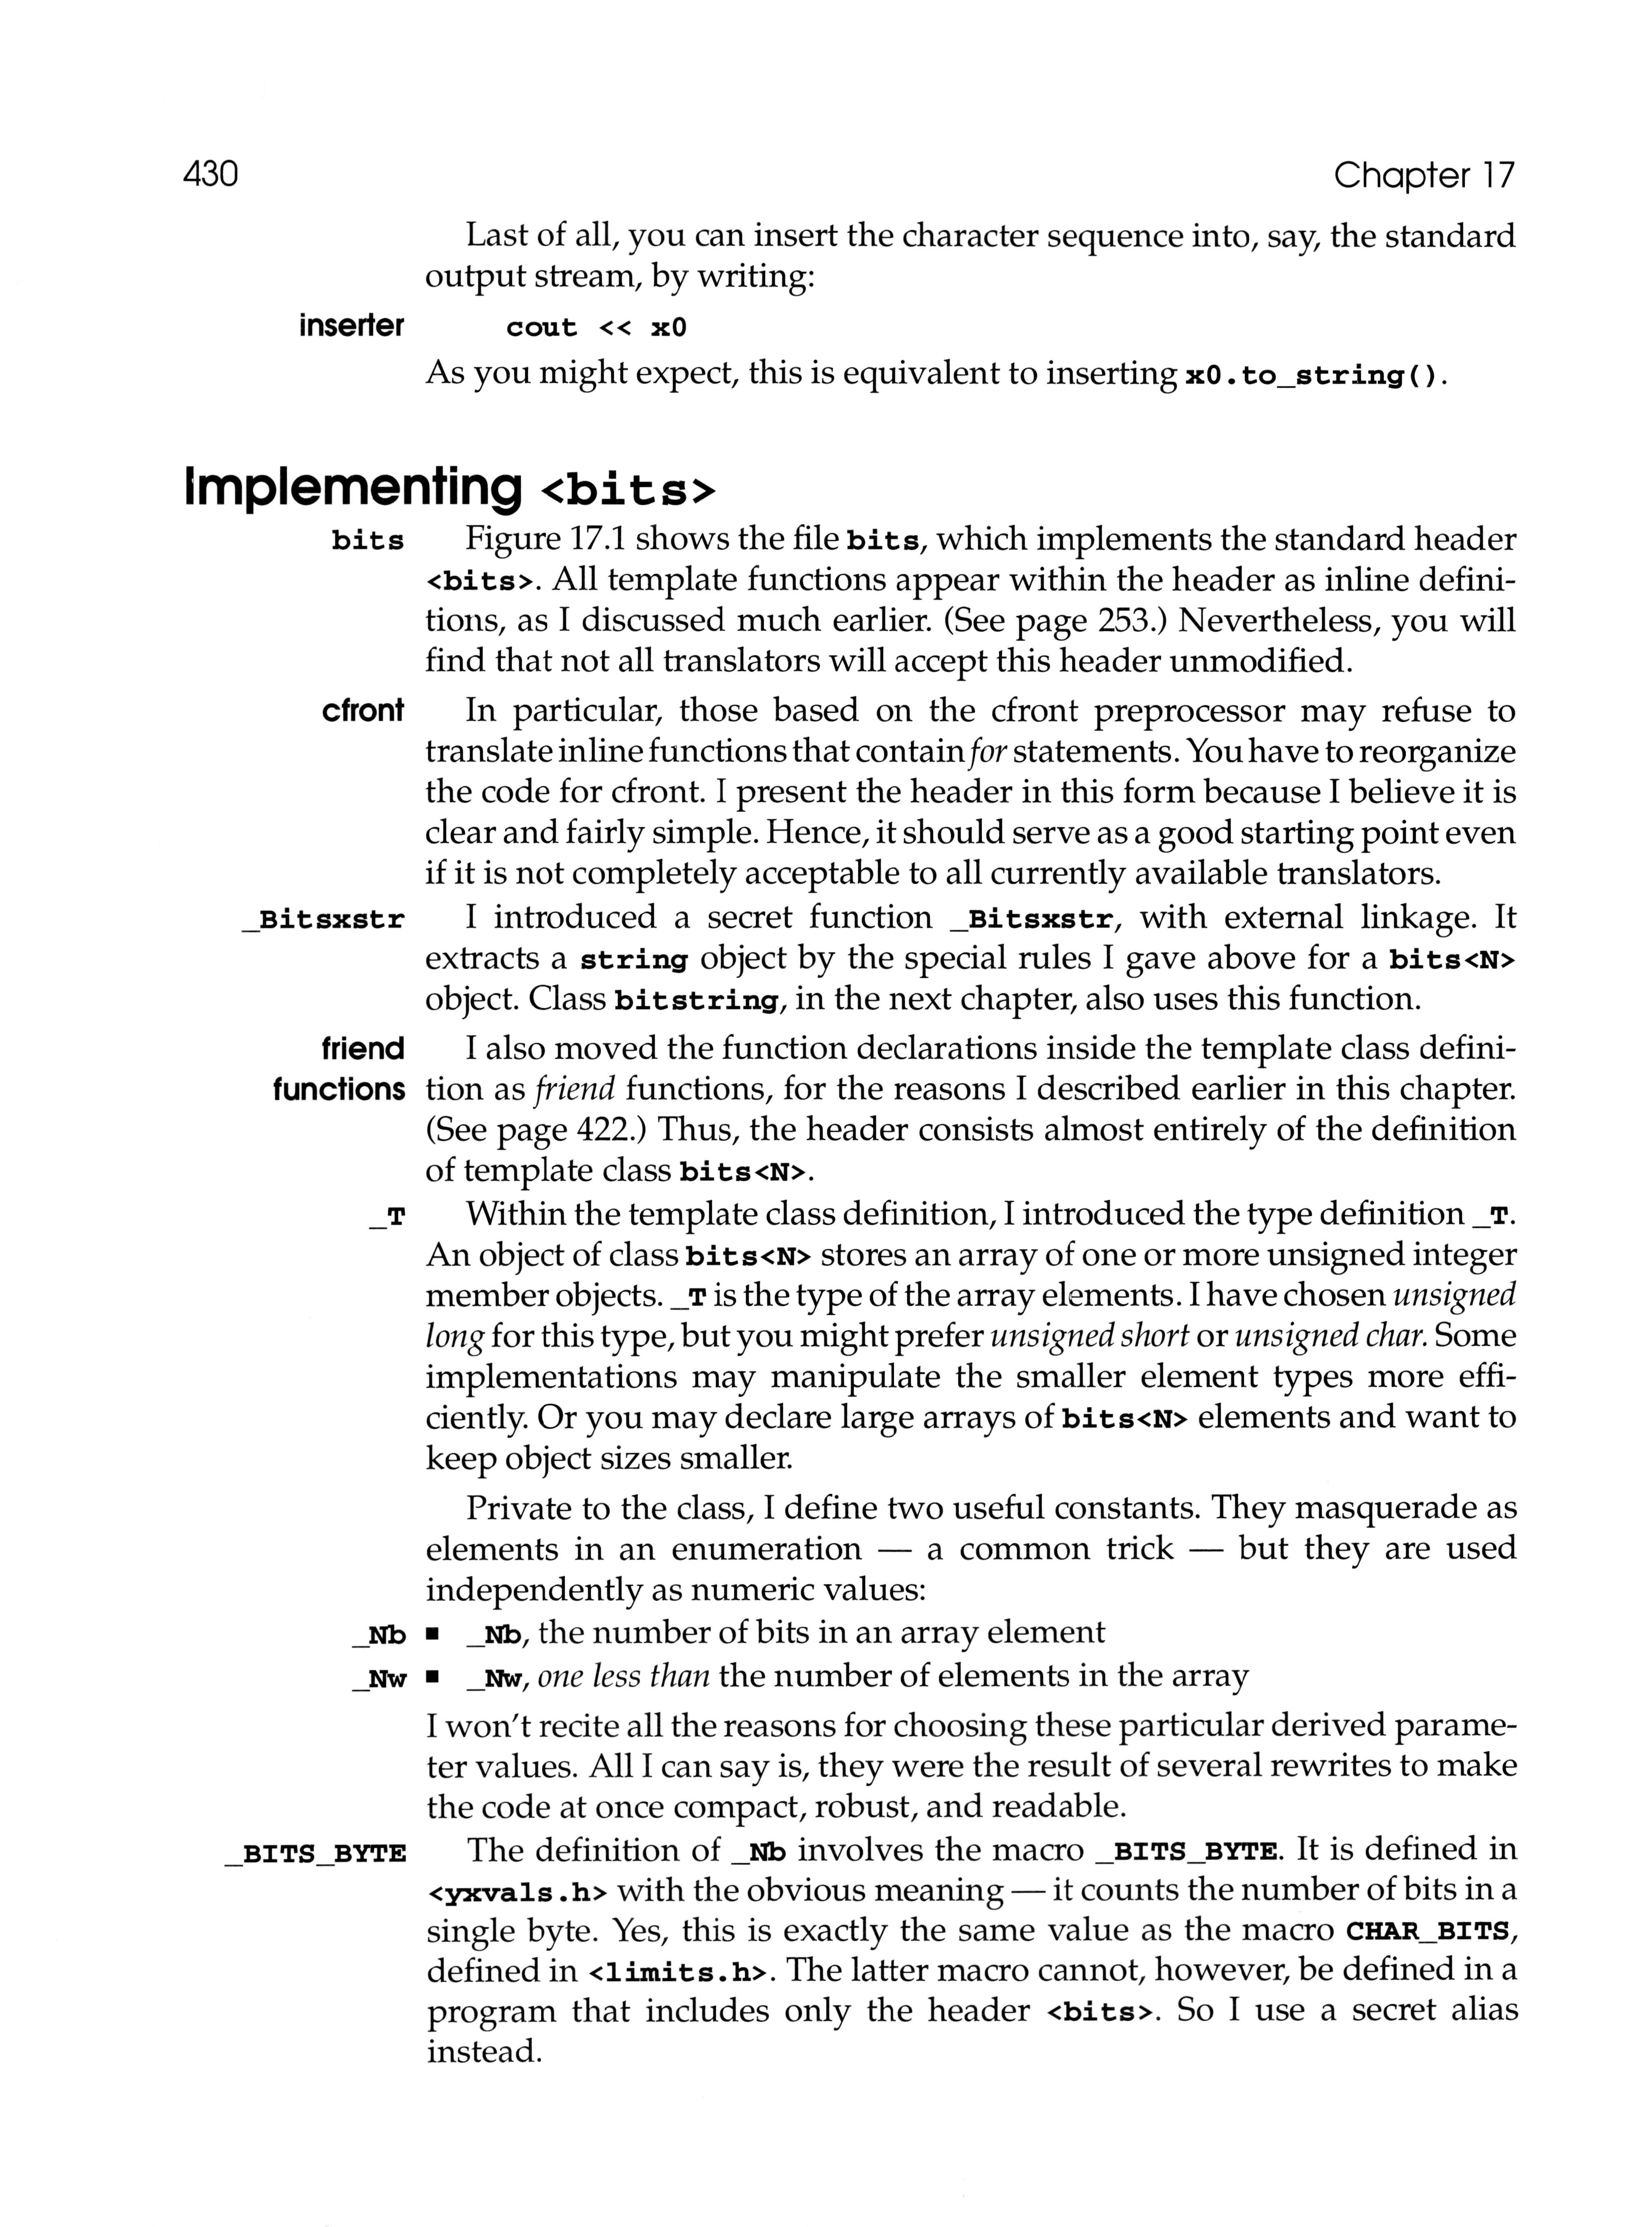 430 Chapter 17
Last of all, you can insert the character sequence into, say, the standard
output stream, by writing:
inserter cout << x0
As you might expect, this is equivalent to inserting x0.to_string().
Implementing <bits>
bits Figure 17.1 shows the file bits, which implements the standard header
<bits>. All template functions appear within the header as inline defini-
tions, as I discussed much earlier. (See page 253.) Nevertheless, you will
find that not all translators will accept this header unmodified.
cfront In particular, those based on the cfront preprocessor may refuse to
translate inline functions that contain for statements. You have to reorganize
the code for cfront. I present the header in this form because I believe it is
clear and fairly simple. Hence, it should serve as a good starting point even
if it is not completely acceptable to all currently available translators.
_Bitsxstr I introduced a secret function _Bitsxstr, with external linkage. It
extracts a string object by the special rules I gave above for a bits<N>
object. Class bitstring, in the next chapter, also uses this function.
friend I also moved the function declarations inside the template class defini-
functions tion as friend functions, for the reasons I described earlier in this chapter.
(See page 422.) Thus, the header consists almost entirely of the definition
of template class bits<N>.
_T Within the template class definition, I introduced the type definition _T.
An object of class bits<N> stores an array of one or more unsigned integer
member objects. _T is the type of the array elements. I have chosen unsigned
long for this type, but you might prefer unsigned short or unsigned char. Some
implementations may manipulate the smaller element types more effi-
ciently. Or you may declare large arrays of bits<N> elements and want to
keep object sizes smaller.
Private to the class, I define two useful constants. They masquerade as
elements in an enumeration — a common trick — but they are used
independently as numeric values:
_Nb ▪ _Nb, the number of bits in an array element
_Nw ▪ _Nw, one less than the number of elements in the array
I won't recite all the reasons for choosing these particular derived parame-
ter values. All I can say is, they were the result of several rewrites to make
the code at once compact, robust, and readable.
_BITS_BYTE The definition of _Nb involves the macro _BITS_BYTE. It is defined in
<yxvals.h> with the obvious meaning — it counts the number of bits in a
single byte. Yes, this is exactly the same value as the macro CHAR_BITS,
defined in <limits.h>. The latter macro cannot, however, be defined in a
program that includes only the header <bits>. So I use a secret alias
instead.